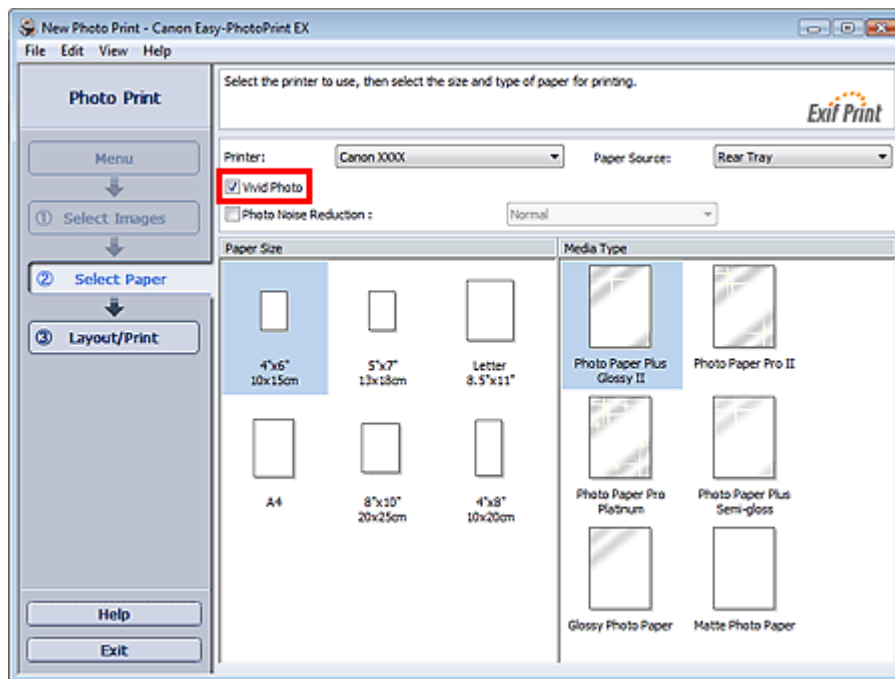 New Photo Print - Canon Easy-PhotoPrint EX
File Edit View Help
Photo Print
Menu
① Select Images
② Select Paper
③ Layout/Print
Help
Exit
Select the printer to use, then select the size and type of paper for printing.
Exif Print
Printer: Canon XXXX Paper Source: Rear Tray
Vivid Photo
Photo Noise Reduction : Normal
Paper Size
4"x6"
10x15cm
5"x7"
13x18cm
Letter
8.5"x11"
A4
8"x10"
20x25cm
4"x8"
10x20cm
Media Type
Photo Paper Plus
Glossy II
Photo Paper Pro II
Photo Paper Pro
Platinum
Photo Paper Plus
Semi-gloss
Glossy Photo Paper
Matte Photo Paper